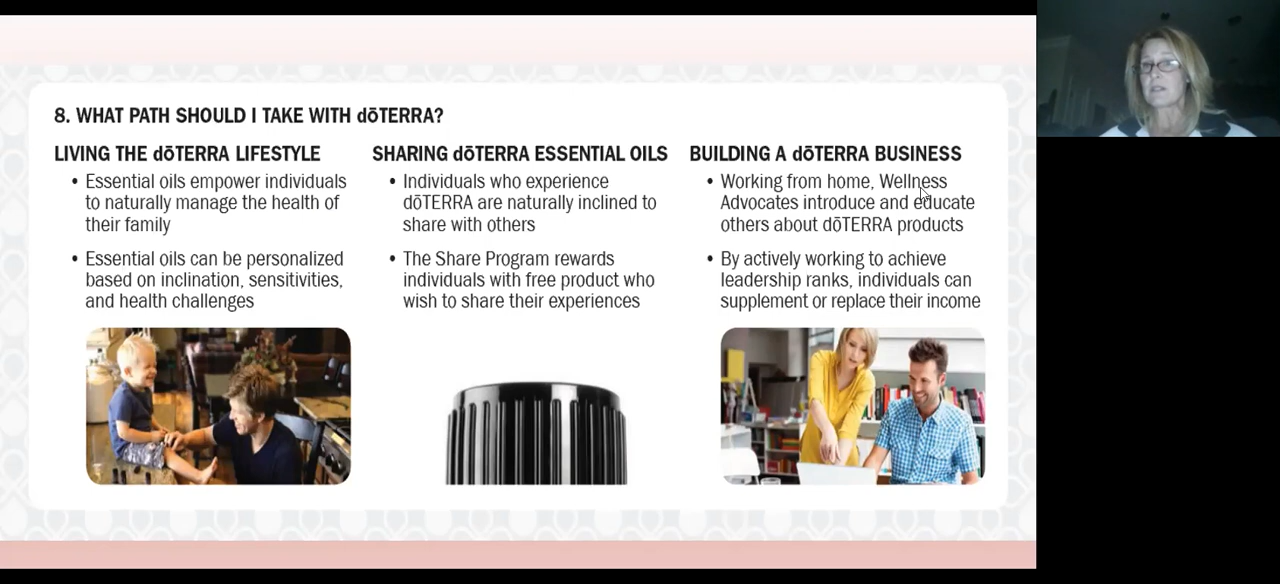 8. WHAT PATH SHOULD I TAKE WITH dōTERRA?
LIVING THE dōTERRA LIFESTYLE
• Essential oils empower individuals
to naturally manage the health of
their family
• Essential oils can be personalized
based on inclination, sensitivities,
and health challenges
SHARING dōTERRA ESSENTIAL OILS
• Individuals who experience
dōTERRA are naturally inclined to
share with others
• The Share Program rewards
individuals with free product who
wish to share their experiences
BUILDING A dōTERRA BUSINESS
• Working from home, Wellness
Advocates introduce and educate
others about dōTERRA products
• By actively working to achieve
leadership ranks, individuals can
supplement or replace their income